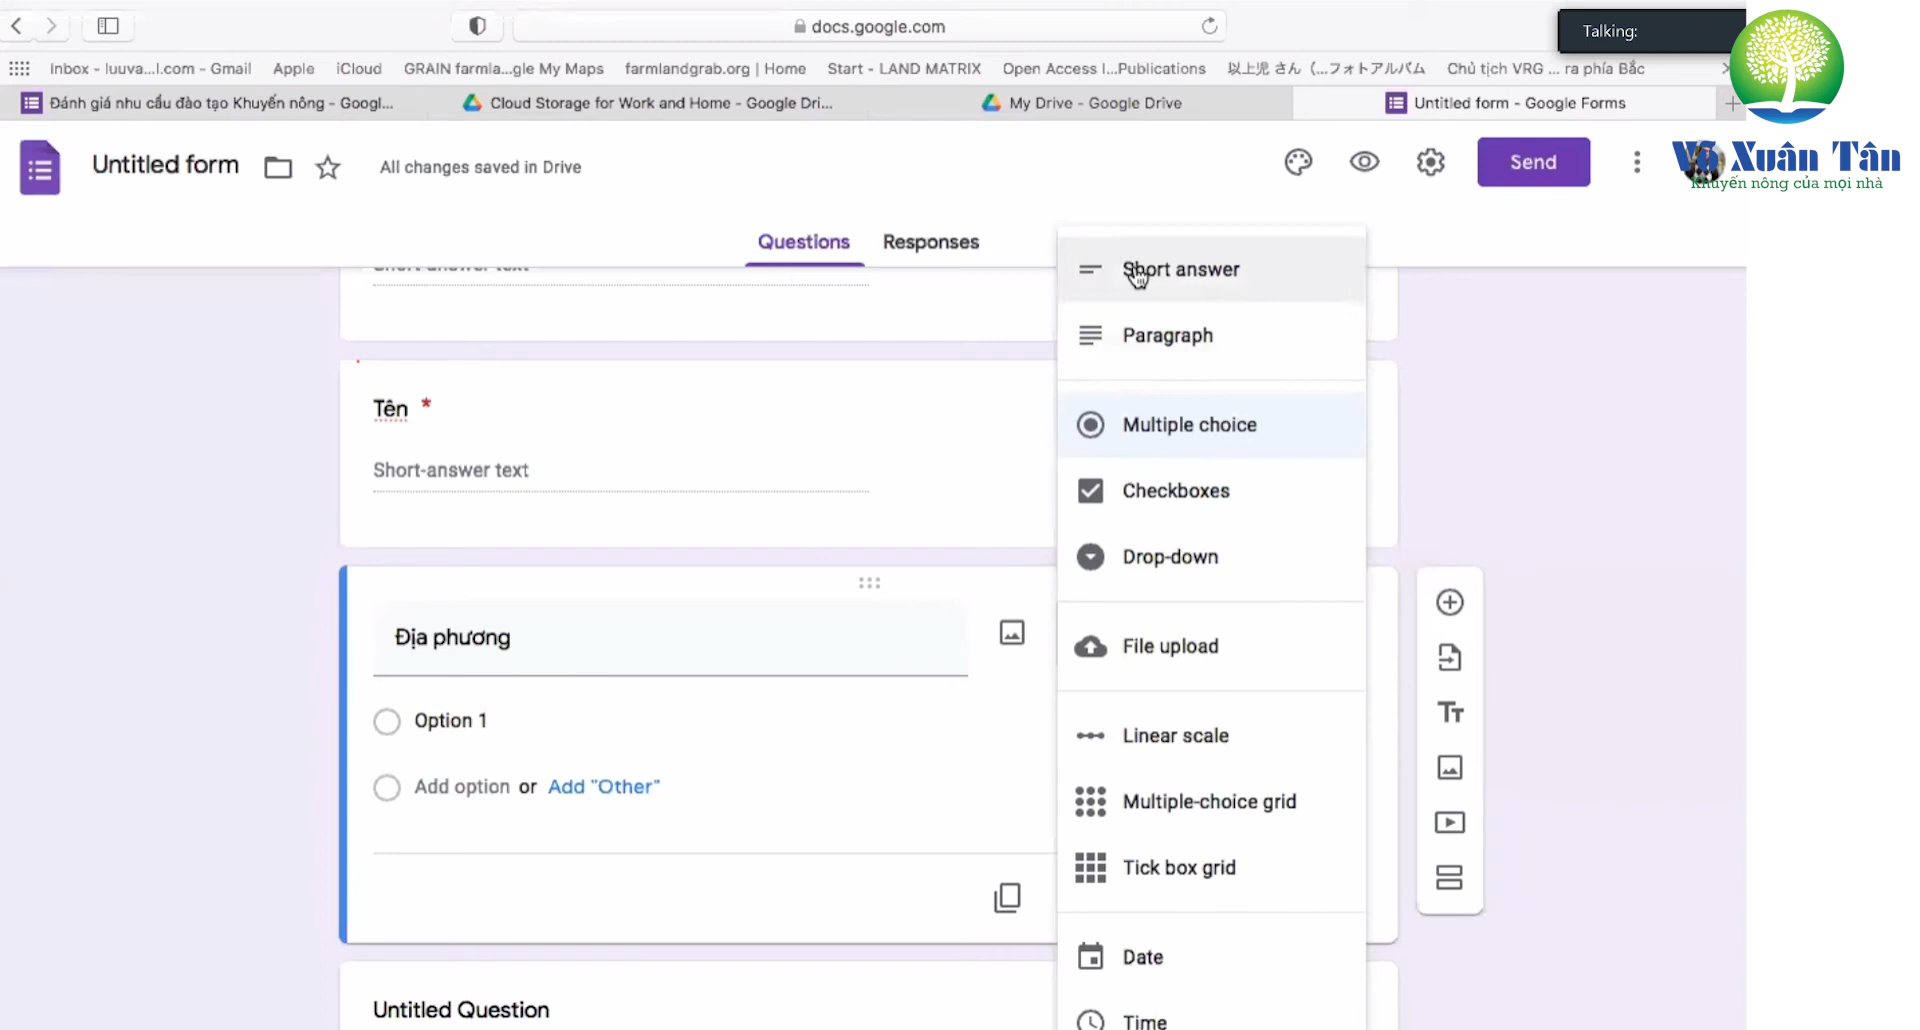 docs.google.com
Talking:
Inbox - luuva...l.com - Gmail
Apple
iCloud
GRAIN farmla...gle My Maps
farmlandgrab.org | Home
Start - LAND MATRIX
Open Access I...Publications
以上児 さん (...フォトアルバム
Chủ tịch VRG ... ra phía Bắc
Đánh giá nhu cầu đào tạo Khuyến nông - Googl...
Cloud Storage for Work and Home - Google Dri...
My Drive - Google Drive
Untitled form - Google Forms
Untitled form
All changes saved in Drive
Send
Võ Xuân Tân
Khuyến nông của mọi nhà
Questions
Responses
Short-answer text
Short answer
Paragraph
Tên *
Short-answer text
Multiple choice
Checkboxes
Drop-down
Địa phương
File upload
Option 1
Add option or Add "Other"
Linear scale
Multiple-choice grid
Tick box grid
Date
Untitled Question
Time